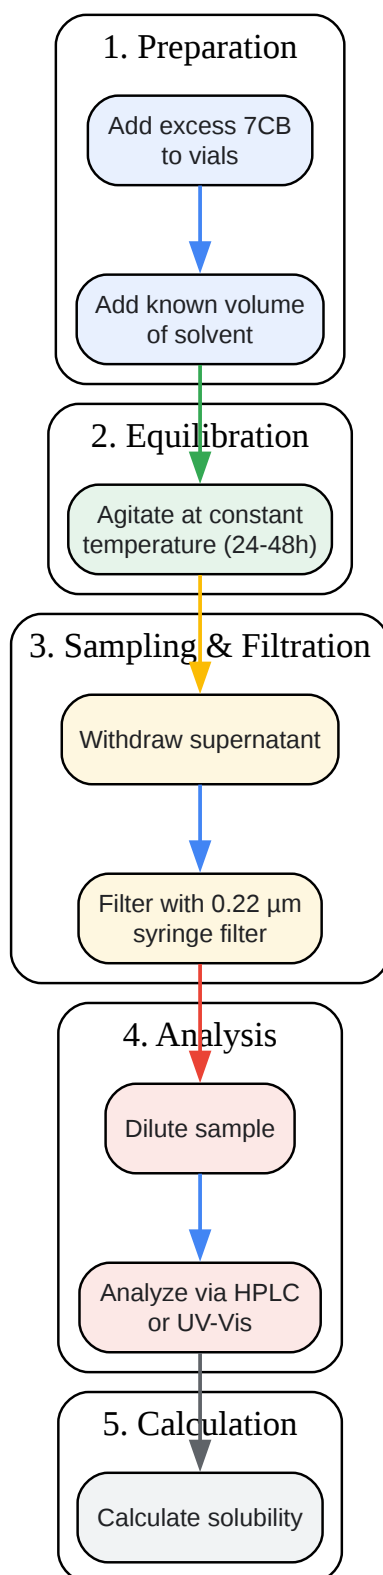 1. Preparation
Add excess 7CB
to vials
Add known volume
of solvent
2. Equilibration
Agitate at constant
temperature (24-48h)
3. Sampling & Filtration
Withdraw supernatant
Filter with 0.22 µm
syringe filter
4. Analysis
Dilute sample
Analyze via HPLC
or UV-Vis
5. Calculation
Calculate solubility